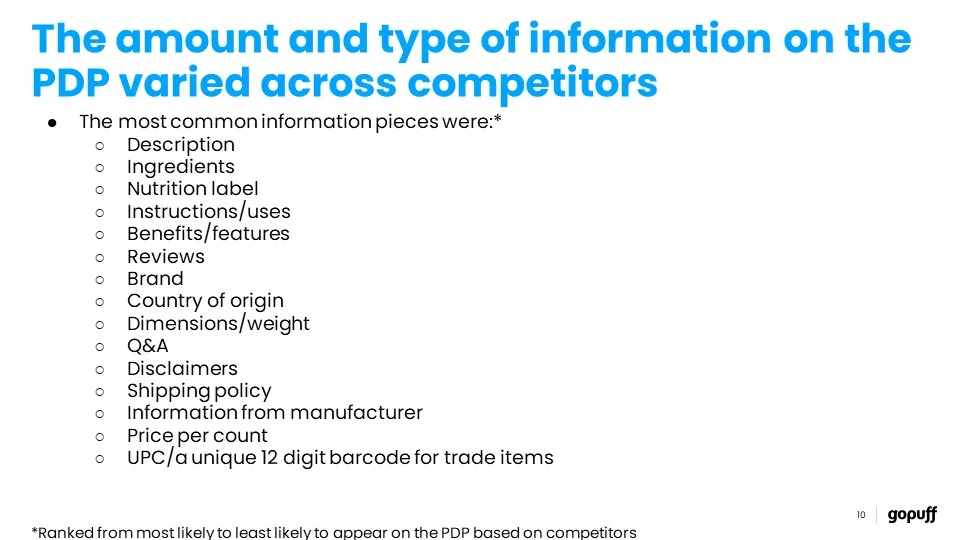 The amount and type of information on the
PDP varied across competitors
● The most common information pieces were:*
○ Description
○ Ingredients
○ Nutrition label
○ Instructions/uses
○ Benefits/features
○ Reviews
○ Brand
○ Country of origin
○ Dimensions/weight
○ Q&A
○ Disclaimers
○ Shipping policy
○ Information from manufacturer
○ Price per count
○ UPC/a unique 12 digit barcode for trade items
10 | gopuff
*Ranked from most likely to least likely to appear on the PDP based on competitors